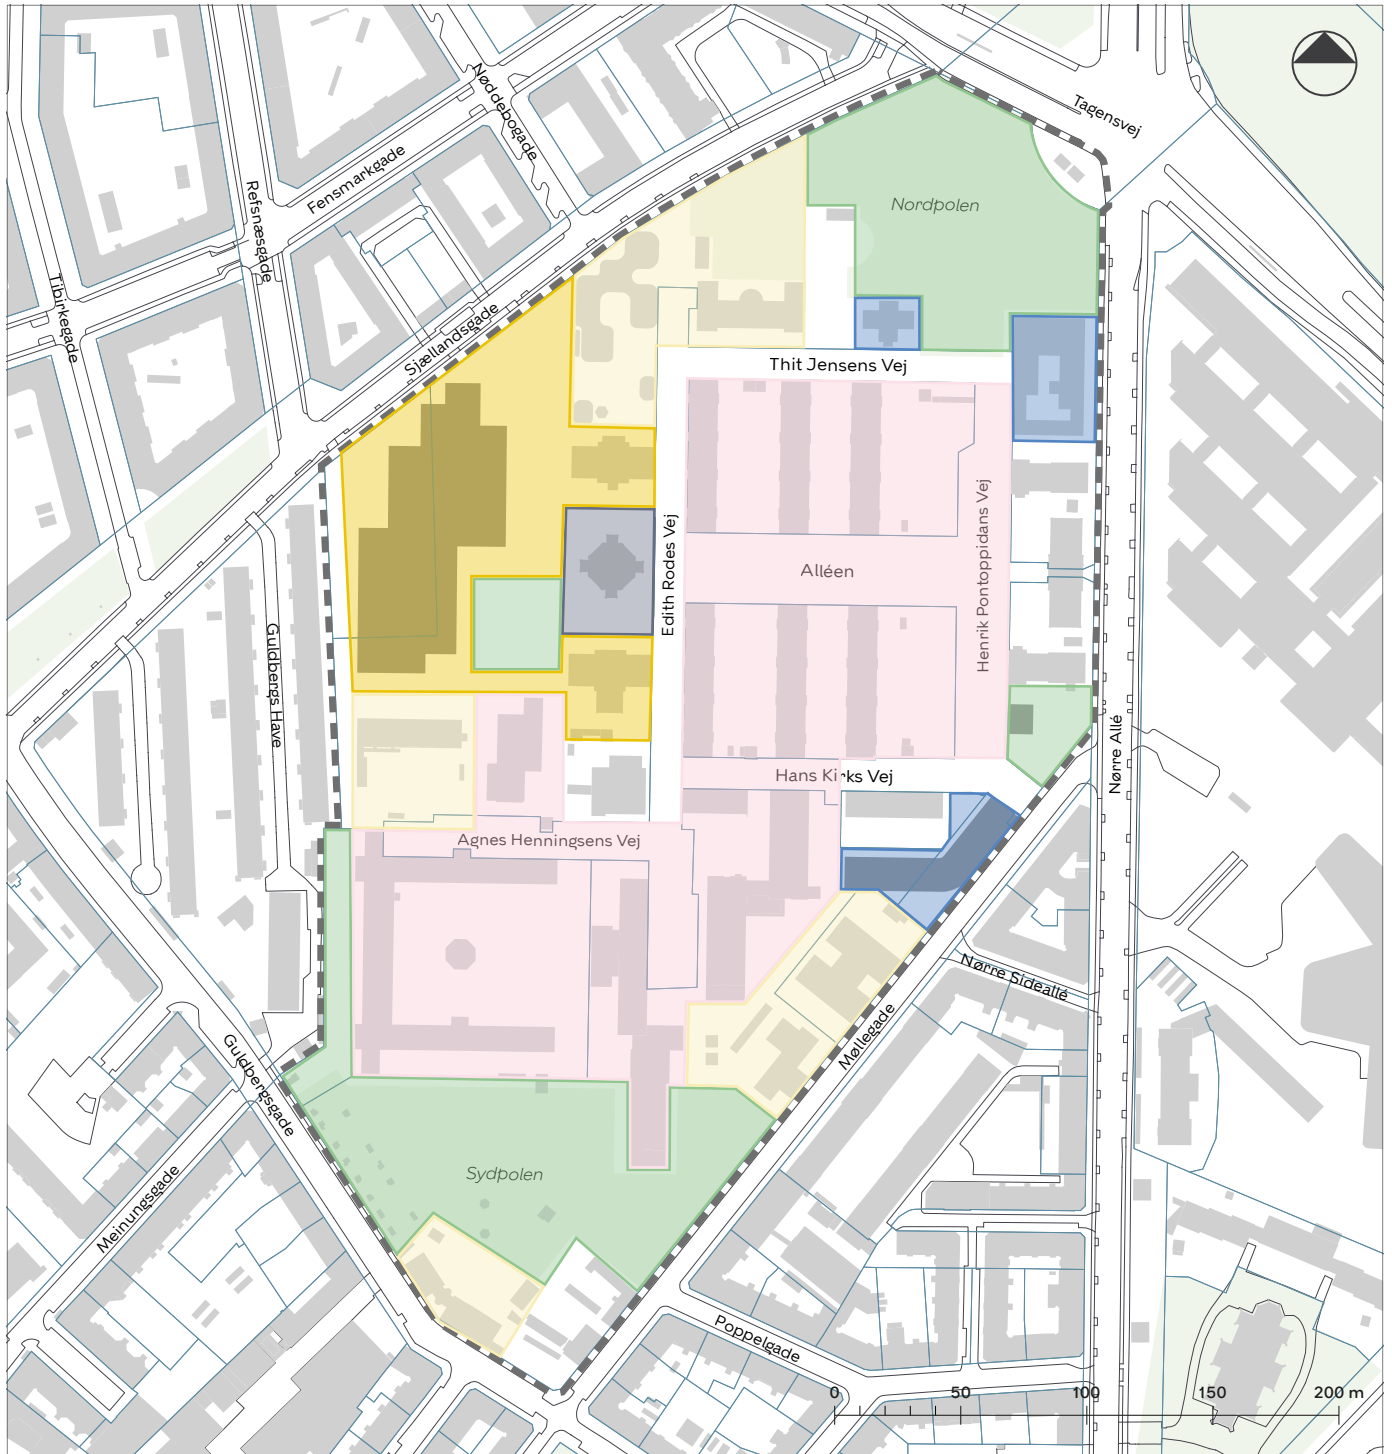 Nøddebogade
Tagensvej
Fensmarkgade
Refsnæsgade
Nordpolen
Tibirkegade
Sjællandsgade
Thit Jensens Vej
Edith Rodes Vej
Henrik Pontoppidans Vej
Alléen
Guldbergs Have
Nørre Allé
Hans Kirks Vej
Agnes Henningsens Vej
Nørre Sideallé
Møllegade
Guldbergsgade
Sydpolen
Meinungsgade
Poppelgade
0 50 100 150 200 m